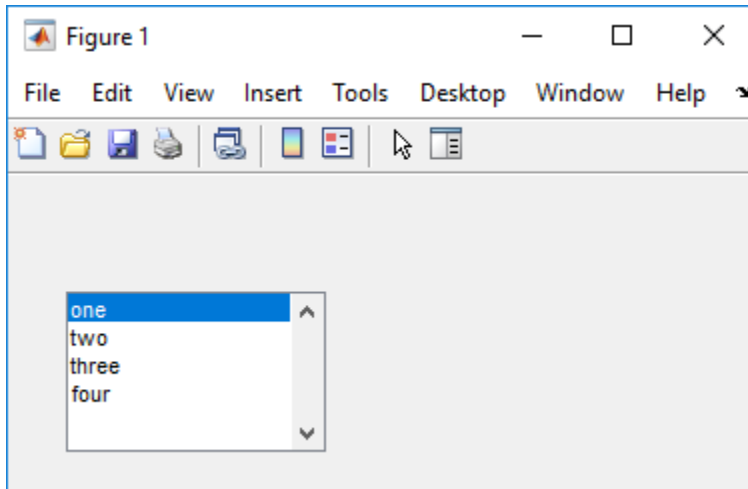 Figure 1
File Edit View Insert Tools Desktop Window Help
one
two
three
four